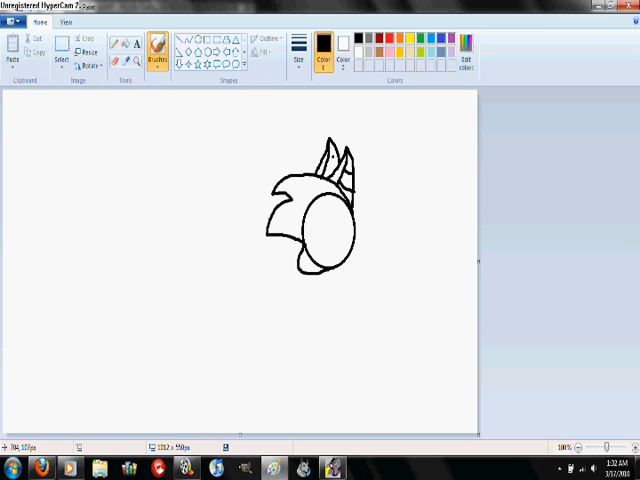 Unregistered HyperCam 2
Paint
Home View
Paste
Cut
Copy
Clipboard
Select
Crop
Resize
Rotate
Image
A
Tools
Brushes
Outline
Fill
Shapes
Size
Color 1
Color 2
Edit colors
Colors
1012 × 550px
100%
1:32 AM
3/17/2010